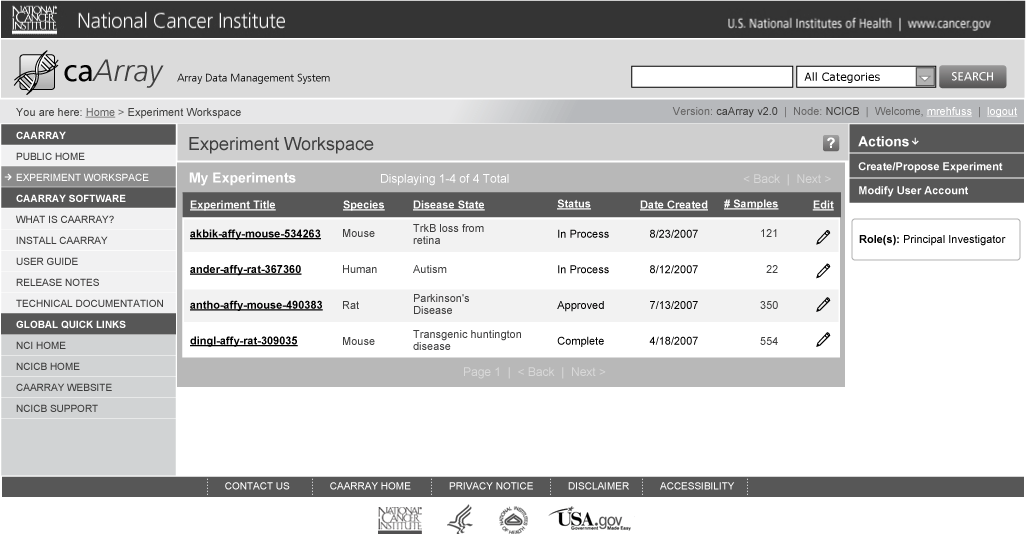 NATIONAL
CANCER
INSTITUTE
National Cancer Institute
U.S. National Institutes of Health | www.cancer.gov
caArray Array Data Management System
All Categories
SEARCH
You are here: Home > Experiment Workspace
Version: caArray v2.0 | Node: NCICB | Welcome, mrehfuss | logout
CAARRAY
PUBLIC HOME
EXPERIMENT WORKSPACE
CAARRAY SOFTWARE
WHAT IS CAARRAY?
INSTALL CAARRAY
USER GUIDE
RELEASE NOTES
TECHNICAL DOCUMENTATION
GLOBAL QUICK LINKS
NCI HOME
NCICB HOME
CAARRAY WEBSITE
NCICB SUPPORT
Experiment Workspace
?
My Experiments Displaying 1-4 of 4 Total < Back | Next >
Experiment Title Species Disease State Status Date Created # Samples Edit
akbik-affy-mouse-534263 Mouse TrkB loss from retina In Process 8/23/2007 121
ander-affy-rat-367360 Human Autism In Process 8/12/2007 22
antho-affy-mouse-490383 Rat Parkinson's Disease Approved 7/13/2007 350
dingl-affy-rat-309035 Mouse Transgenic huntington disease Complete 4/18/2007 554
Page 1 | < Back | Next >
Actions
Create/Propose Experiment
Modify User Account
Role(s): Principal Investigator
CONTACT US CAARRAY HOME PRIVACY NOTICE DISCLAIMER ACCESSIBILITY
NATIONAL
CANCER
INSTITUTE
USA.gov
Government Made Easy